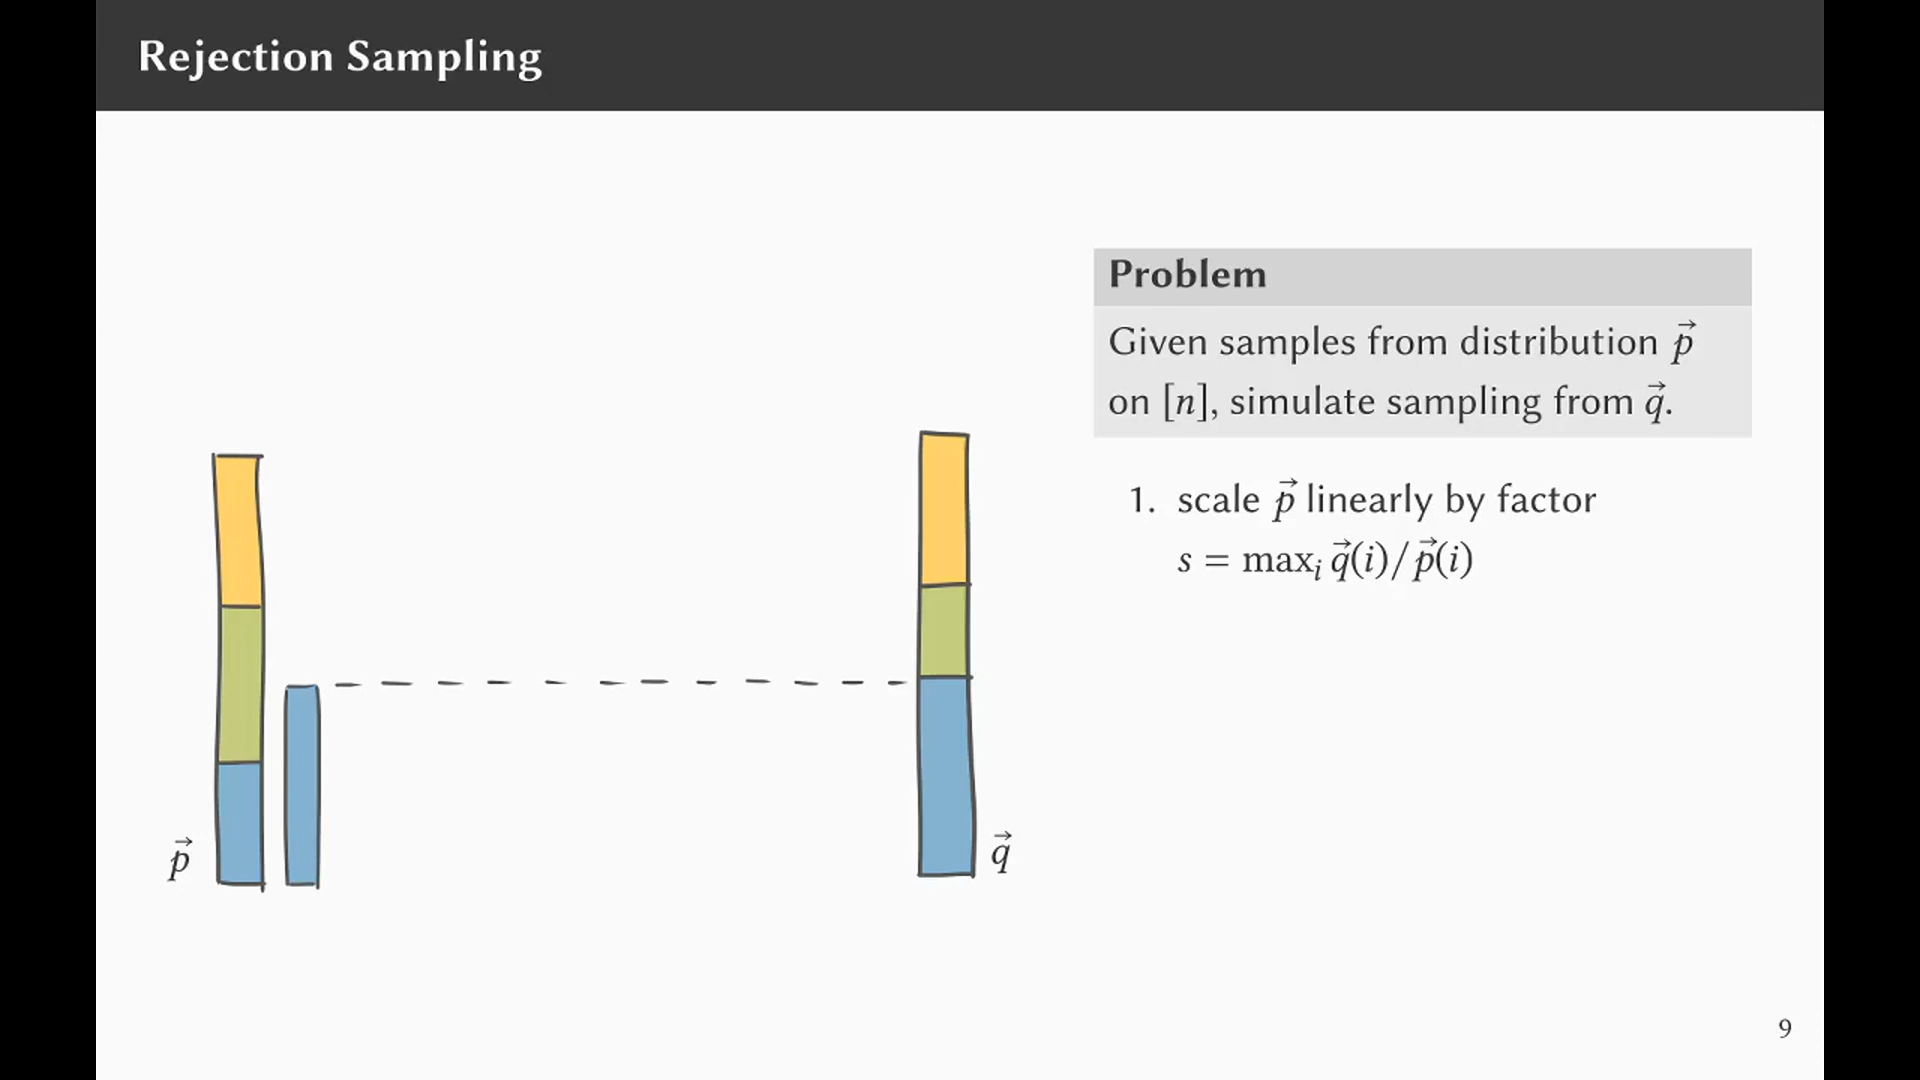 Rejection Sampling
Problem
Given samples from distribution p⃗
on [n], simulate sampling from q⃗.
1. scale p⃗ linearly by factor
s = maxᵢ q⃗(i)/p⃗(i)
p⃗
q⃗
9